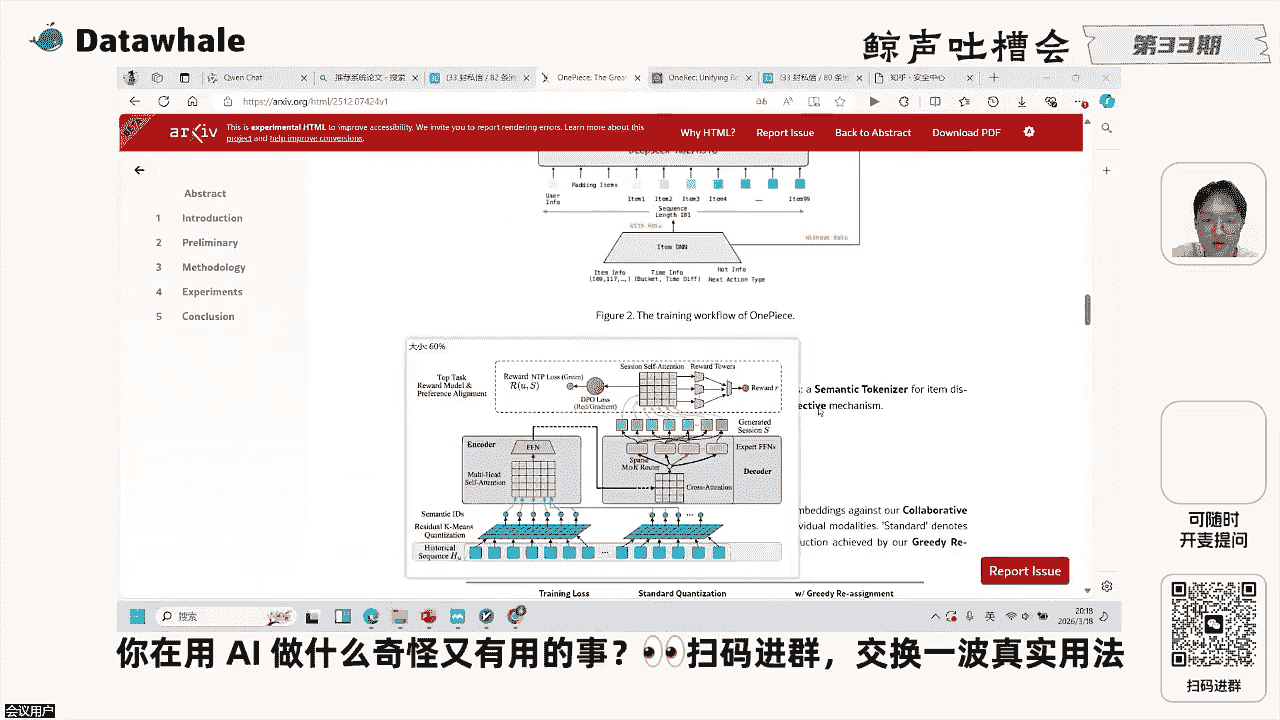 Datawhale
鲸声吐槽会
第33期
Qwen Chat
OnePiece: The Great
OneRec: Unifying R
知乎 - 安全中心
https://arxiv.org/html/2512.07424v1
arXiv
This is experimental HTML to improve accessibility. We invite you to report rendering errors. Learn more about this
project and help improve conversions.
Why HTML?
Report Issue
Back to Abstract
Download PDF
Abstract
1 Introduction
2 Preliminary
3 Methodology
4 Experiments
5 Conclusion
User Info
Padding Items
Item1
Item2
Item3
Item4
Item99
Sequence
Length 101
Item DNN
Item Info
Time Info
(Bucket, Time Diff)
Hot Info
Next Action Type
Figure 2. The training workflow of OnePiece.
大小: 60%
Top Task
Reward Model &
Preference Alignment
Reward NTP Loss (Green)
R(u, S)
DPO Loss
(Red/Gradient)
Session Self-Attention
Reward Towers
Reward r
Generated
Session S
Encoder
FFN
Multi-Head
Self-Attention
Expert FFNs
Sparse
Decoder
Cross-Attention
Semantic IDs
Residual K-Means
Quantization
Historical
Sequence Hu
: a Semantic Tokenizer for item dis-
ective mechanism.
mbeddings against our Collaborative
vidual modalities. 'Standard' denotes
uction achieved by our Greedy Re-
Training Loss
Standard Quantization
w/ Greedy Re-assignment
Report Issue
搜索
英
20:18
2026/3/18
可随时
开麦提问
扫码进群
你在用 AI 做什么奇怪又有用的事？👀扫码进群，交换一波真实用法
会议用户